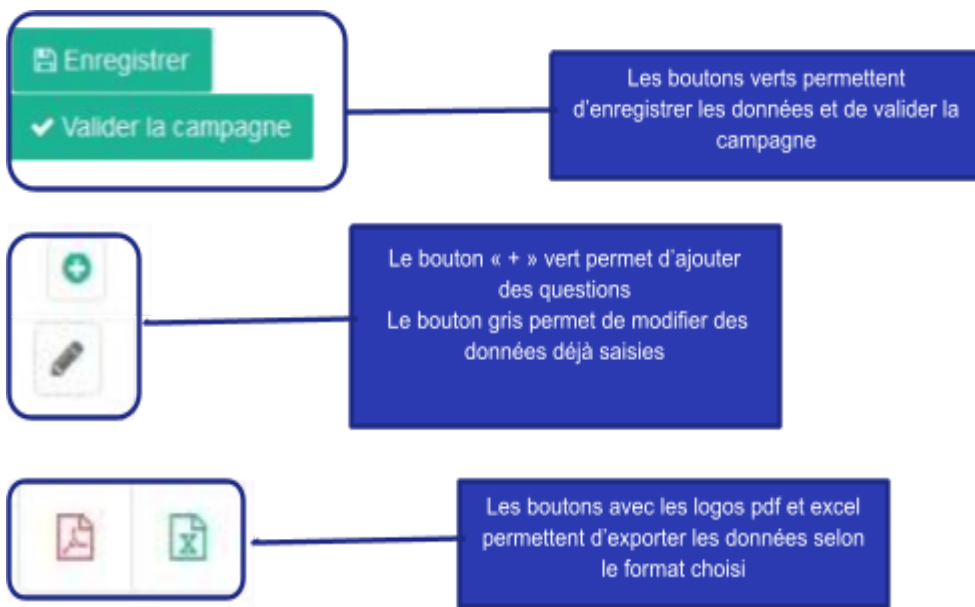 Enregistrer
Valider la campagne
Les boutons verts permettent
d'enregistrer les données et de valider la
campagne
Le bouton « + » vert permet d'ajouter
des questions
Le bouton gris permet de modifier des
données déjà saisies
Les boutons avec les logos pdf et excel
permettent d'exporter les données selon
le format choisi